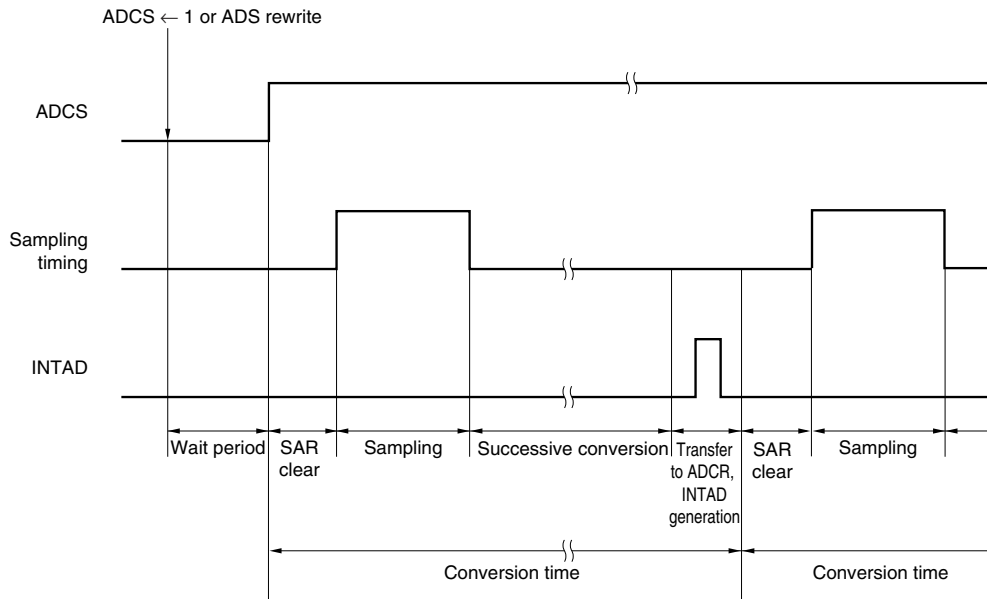 ADCS ← 1 or ADS rewrite
ADCS
Sampling
timing
INTAD
Wait period
SAR
clear
Sampling
Successive conversion
Transfer
to ADCR,
INTAD
generation
SAR
clear
Sampling
Conversion time
Conversion time